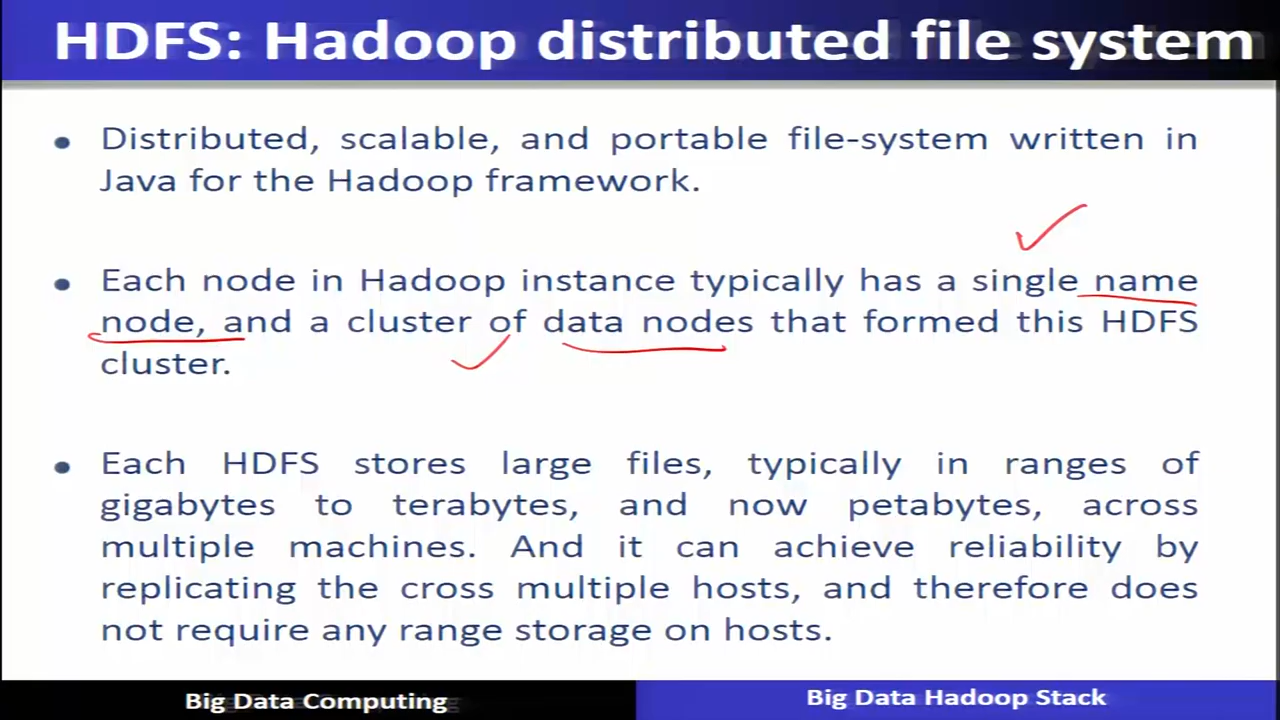 HDFS: Hadoop distributed file system
• Distributed, scalable, and portable file-system written in
Java for the Hadoop framework.
• Each node in Hadoop instance typically has a single name
node, and a cluster of data nodes that formed this HDFS
cluster.
• Each HDFS stores large files, typically in ranges of
gigabytes to terabytes, and now petabytes, across
multiple machines. And it can achieve reliability by
replicating the cross multiple hosts, and therefore does
not require any range storage on hosts.
Big Data Computing
Big Data Hadoop Stack